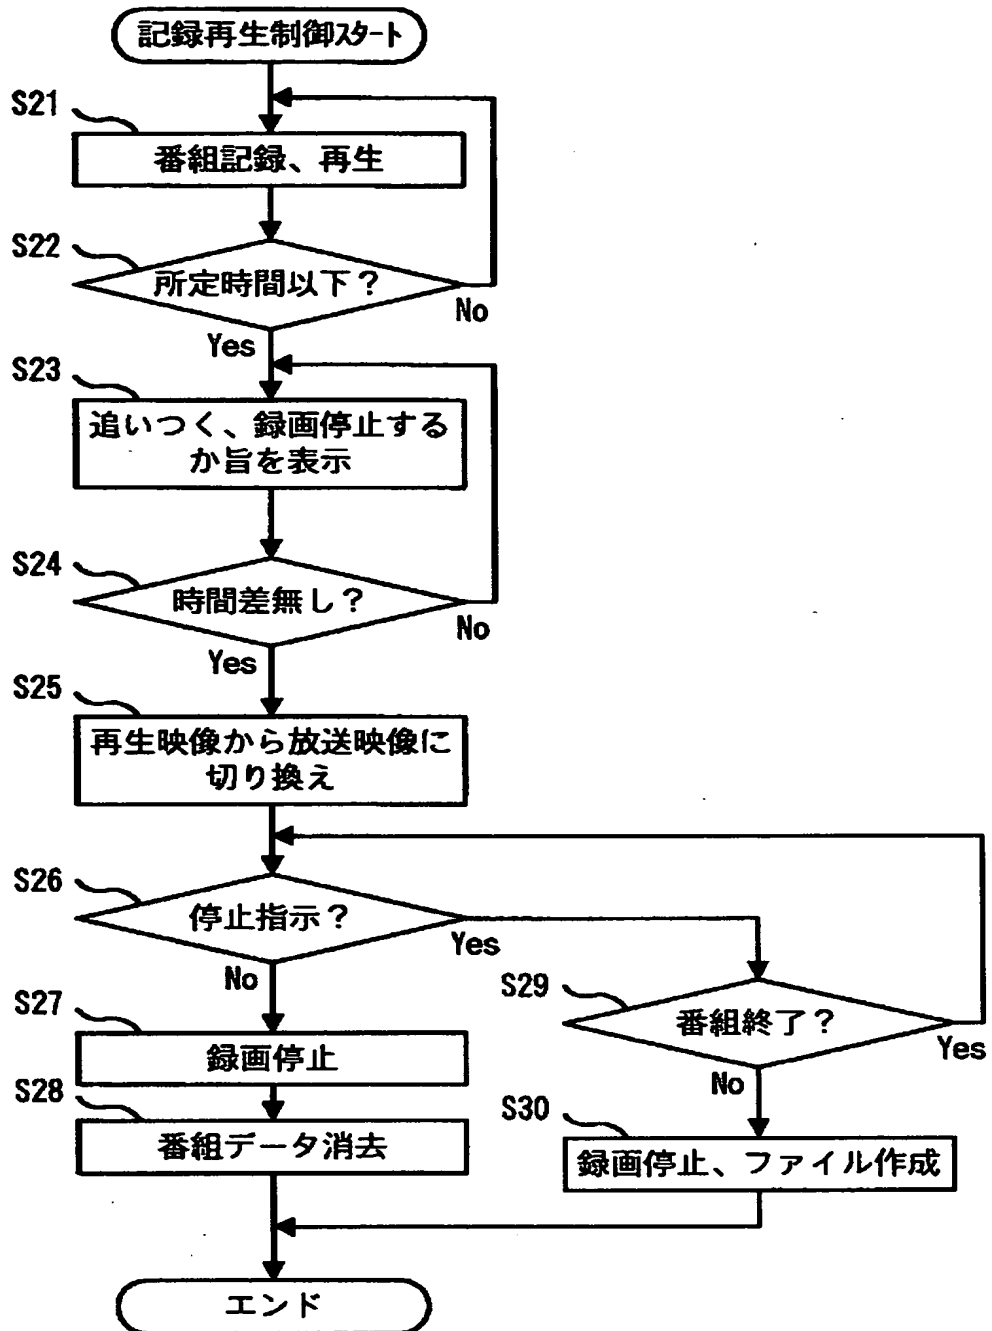 記録再生制御スタート
S21
番組記録、再生
S22
所定時間以下？
No
Yes
S23
追いつく、録画停止する
か旨を表示
S24
時間差無し？
No
Yes
S25
再生映像から放送映像に
切り換え
S26
停止指示？
Yes
No
S29
番組終了？
Yes
No
S27
録画停止
S28
番組データ消去
S30
録画停止、ファイル作成
エンド